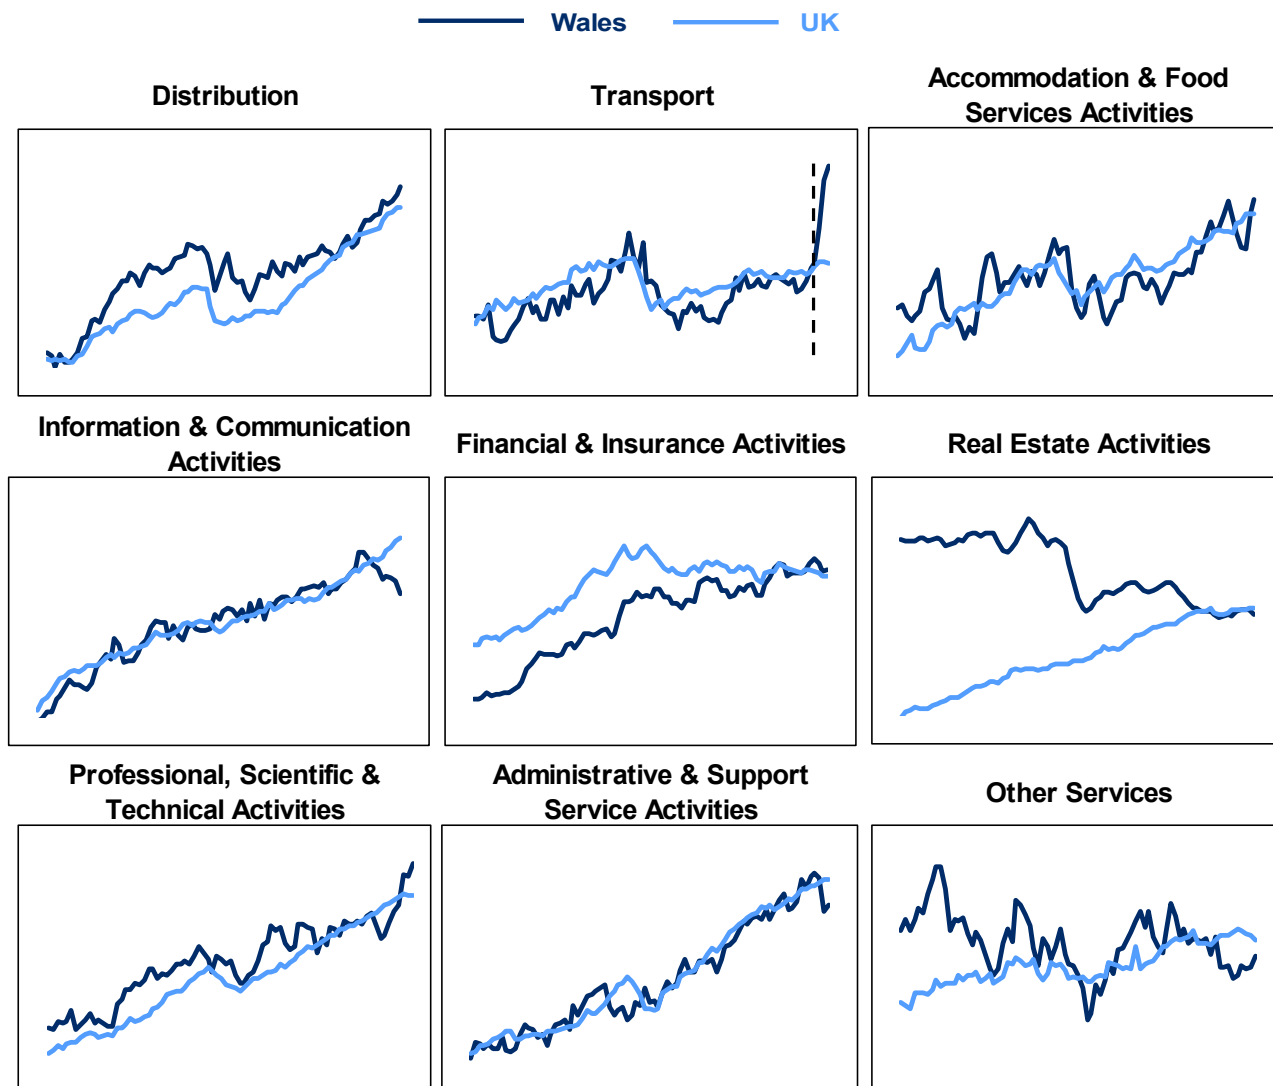 Wales UK
Distribution
Transport
Accommodation & Food
Services Activities
Information & Communication
Activities
Financial & Insurance Activities
Real Estate Activities
Professional, Scientific &
Technical Activities
Administrative & Support
Service Activities
Other Services